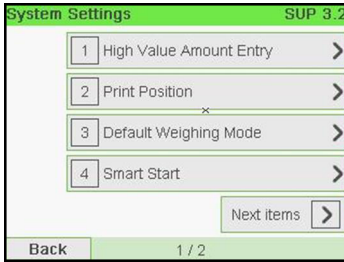 System Settings SUP 3.2
1 High Value Amount Entry
2 Print Position
3 Default Weighing Mode
4 Smart Start
Next items
Back 1 / 2